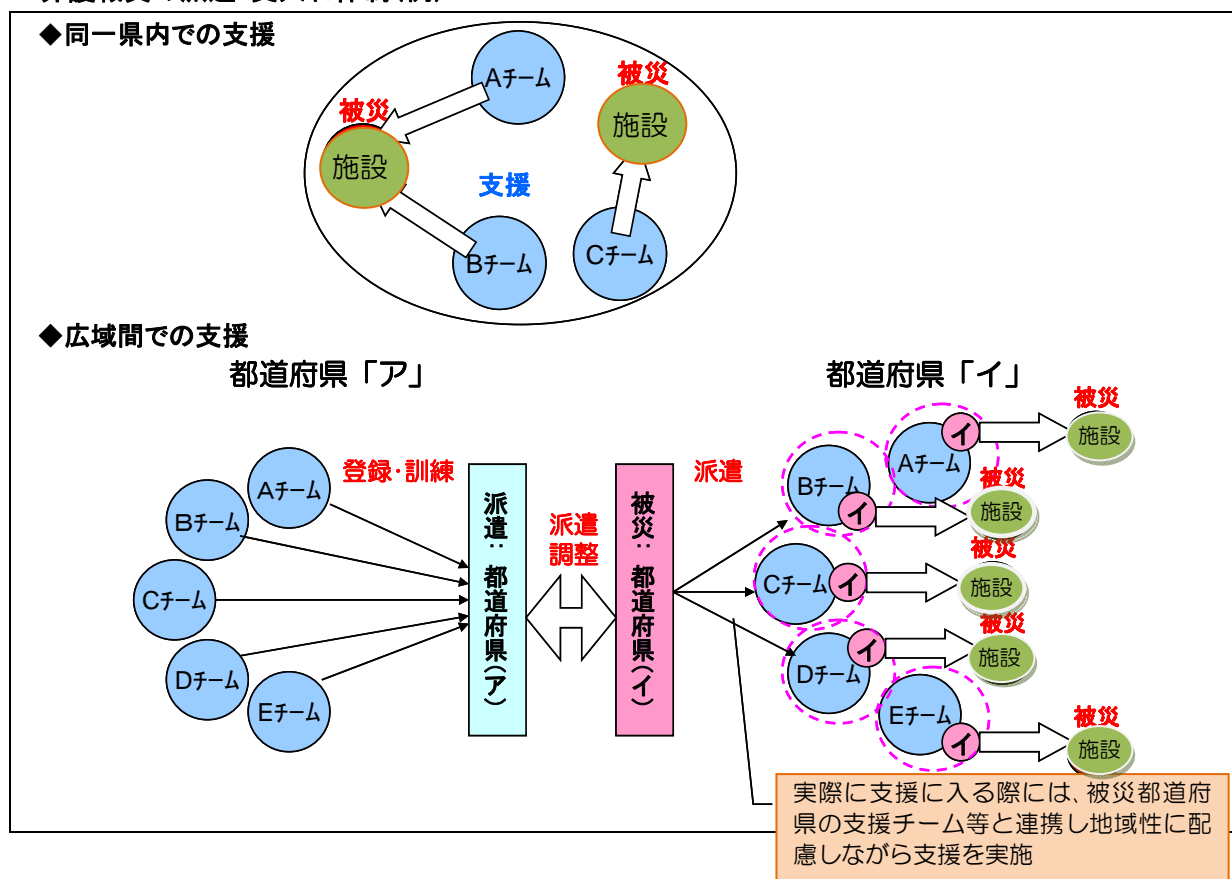 ◆同一県内での支援
Aチーム
被災
被災
施設
施設
支援
Bチーム
Cチーム
◆広域間での支援
都道府県「ア」
都道府県「イ」
被災
登録・訓練
派遣
イ
施設
Aチーム
Aチーム
Bチーム
被災
Bチーム
派遣：都道府県（ア）
派遣
調整
被災：都道府県（イ）
イ
施設
被災
Cチーム
Cチーム
イ
施設
被災
Dチーム
Dチーム
イ
施設
Eチーム
Eチーム
イ
被災
施設
実際に支援に入る際には、被災都道府
県の支援チーム等と連携し地域性に配
慮しながら支援を実施